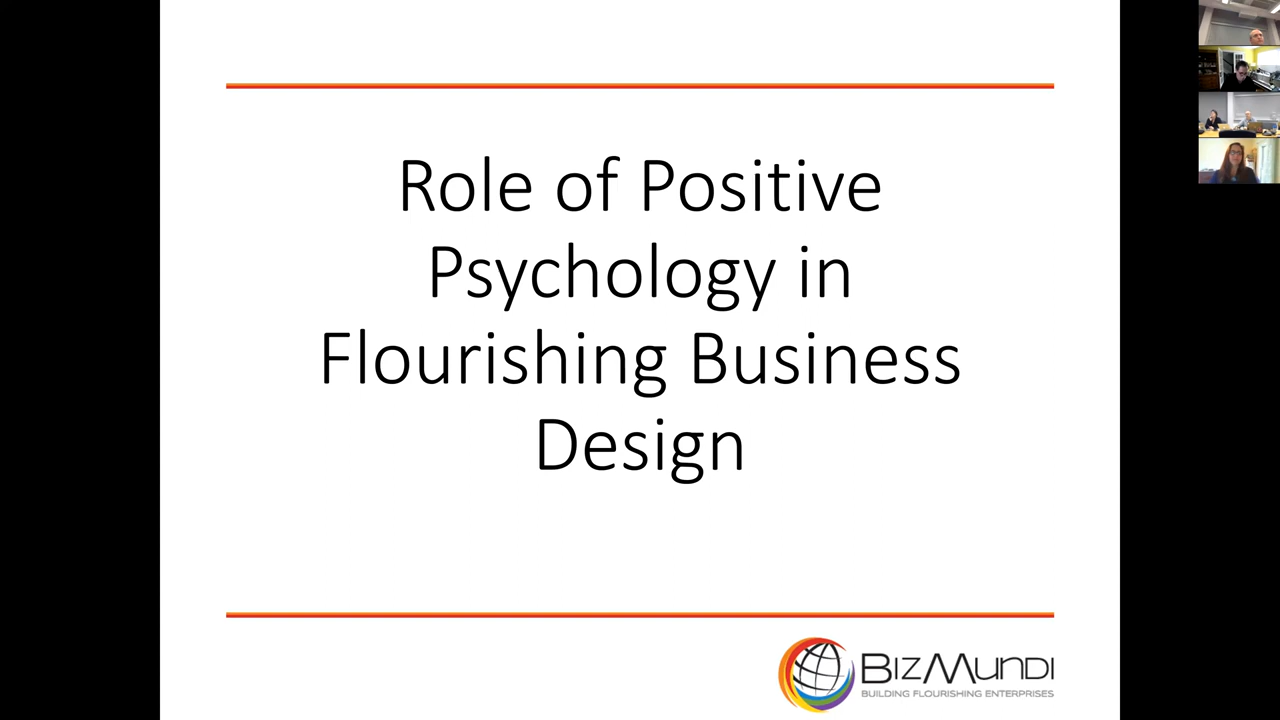 Role of Positive
Psychology in
Flourishing Business
Design
BIZMUNDI
BUILDING FLOURISHING ENTERPRISES